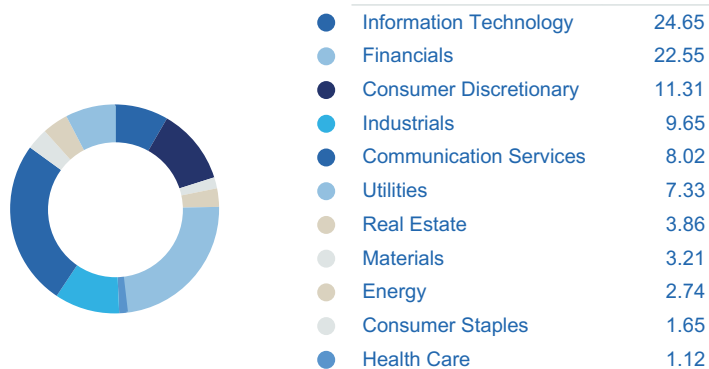 Information Technology 24.65
Financials 22.55
Consumer Discretionary 11.31
Industrials 9.65
Communication Services 8.02
Utilities 7.33
Real Estate 3.86
Materials 3.21
Energy 2.74
Consumer Staples 1.65
Health Care 1.12